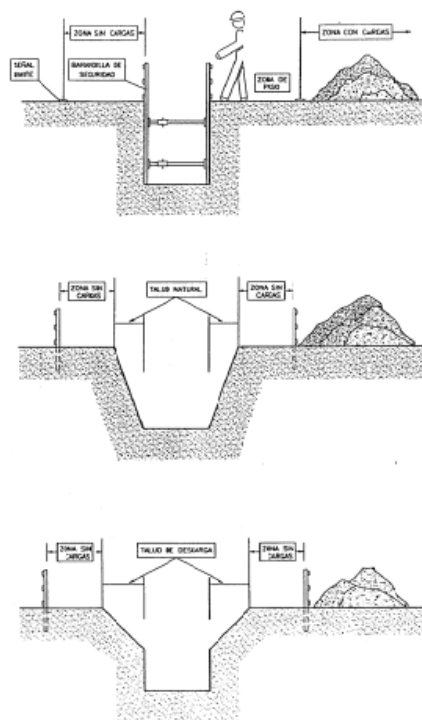 ZONA SIN CARGAS
ZONA CON CARGAS
SEÑAL
LIMITE
BARANDILLA DE
SEGURIDAD
ZONA DE
PASO
ZONA SIN
CARGAS
TALUD NATURAL
ZONA SIN
CARGAS
ZONA SIN
CARGAS
TALUD DE DESCARGA
ZONA SIN
CARGAS